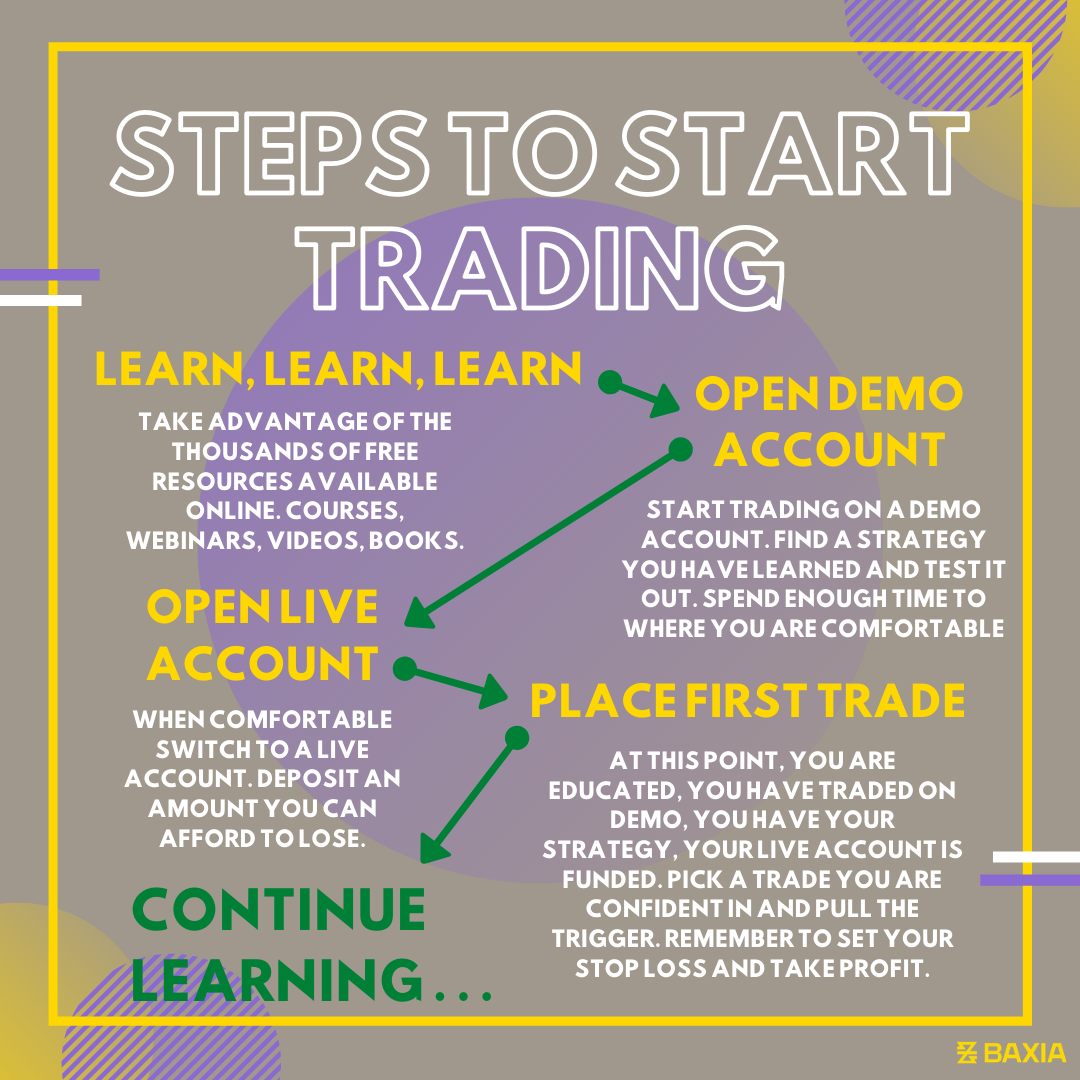 STEPS TO START
TRADING
LEARN, LEARN, LEARN
TAKE ADVANTAGE OF THE
THOUSANDS OF FREE
RESOURCES AVAILABLE
ONLINE. COURSES,
WEBINARS, VIDEOS, BOOKS.
OPEN DEMO
ACCOUNT
START TRADING ON A DEMO
ACCOUNT. FIND A STRATEGY
YOU HAVE LEARNED AND TEST IT
OUT. SPEND ENOUGH TIME TO
WHERE YOU ARE COMFORTABLE
OPEN LIVE
ACCOUNT
WHEN COMFORTABLE
SWITCH TO A LIVE
ACCOUNT. DEPOSIT AN
AMOUNT YOU CAN
AFFORD TO LOSE.
PLACE FIRST TRADE
AT THIS POINT, YOU ARE
EDUCATED, YOU HAVE TRADED ON
DEMO, YOU HAVE YOUR
STRATEGY, YOUR LIVE ACCOUNT IS
FUNDED. PICK A TRADE YOU ARE
CONFIDENT IN AND PULL THE
TRIGGER. REMEMBER TO SET YOUR
STOP LOSS AND TAKE PROFIT.
CONTINUE
LEARNING...
BAXIA